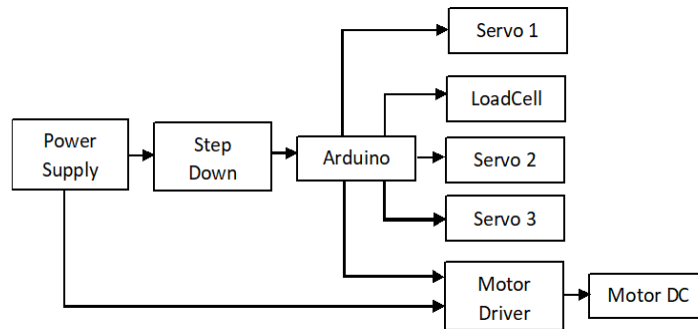 Servo 1
LoadCell
Power
Supply
Step
Down
Arduino
Servo 2
Servo 3
Motor
Driver
Motor DC